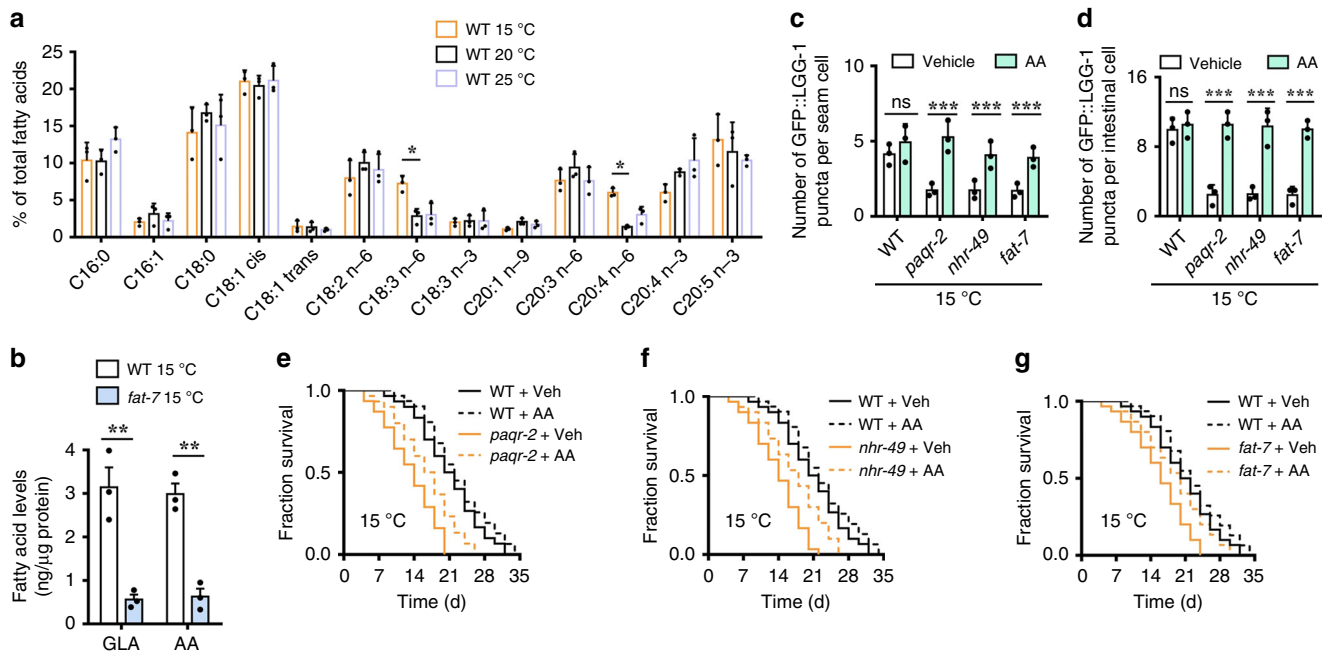 a
WT 15 °C
WT 20 °C
WT 25 °C
% of total fatty acids
25
20
15
10
5
0
*
*
C16:0
C16:1
C18:0
C18:1 cis
C18:1 trans
C18:2 n–6
C18:3 n–6
C18:3 n–3
C20:1 n–9
C20:3 n–6
C20:4 n–6
C20:4 n–3
C20:5 n–3
c
Vehicle
AA
Number of GFP::LGG-1
puncta per seam cell
10
5
0
ns
***
***
***
WT
paqr-2
nhr-49
fat-7
15 °C
d
Vehicle
AA
Number of GFP::LGG-1
puncta per intestinal cell
16
8
0
ns
***
***
***
WT
paqr-2
nhr-49
fat-7
15 °C
b
WT 15 °C
fat-7 15 °C
Fatty acid levels
(ng/µg protein)
4
3
2
1
0
**
**
GLA
AA
e
Fraction survival
1.0
0.5
0.0
WT + Veh
WT + AA
paqr-2 + Veh
paqr-2 + AA
15 °C
0 7 14 21 28 35
Time (d)
f
Fraction survival
1.0
0.5
0.0
WT + Veh
WT + AA
nhr-49 + Veh
nhr-49 + AA
15 °C
0 7 14 21 28 35
Time (d)
g
Fraction survival
1.0
0.5
0.0
WT + Veh
WT + AA
fat-7 + Veh
fat-7 + AA
15 °C
0 7 14 21 28 35
Time (d)